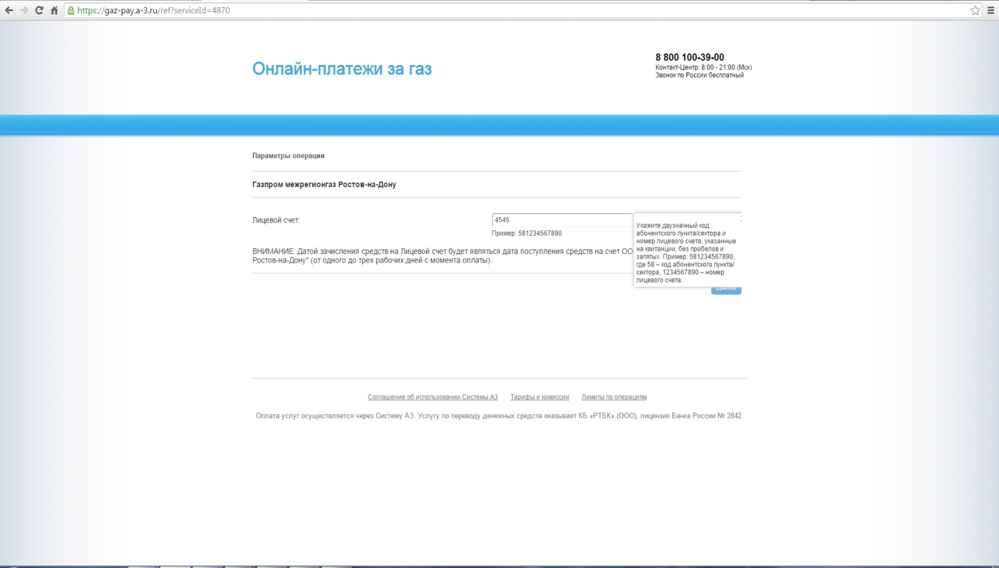 https://gaz-pay.a-3.ru/ref?serviceId=4870
Онлайн-платежи за газ
8 800 100-39-00
Контакт-Центр: 8:00 - 21:00 (Мск)
Звонок по России бесплатный
Параметры операции
Газпром межрегионгаз Ростов-на-Дону
Лицевой счет:
4545
Пример: 581234567890
Укажите двузначный код
абонентского пункта/сектора и
номер лицевого счета, указанные
на квитанции, без пробелов и
запятых. Пример: 581234567890,
где 58 – код абонентского пункта/
сектора, 1234567890 – номер
лицевого счета.
ВНИМАНИЕ: Датой зачисления средств на Лицевой счет будет являться дата поступления средств на счет ОО
Ростов-на-Дону" (от одного до трех рабочих дней с момента оплаты).
Далее
Соглашение об использовании Системы А3 Тарифы и комиссии Лимиты по операциям
Оплата услуг осуществляется через Систему А3. Услугу по переводу денежных средств оказывает КБ «РТБК» (ООО), лицензия Банка России № 2842.